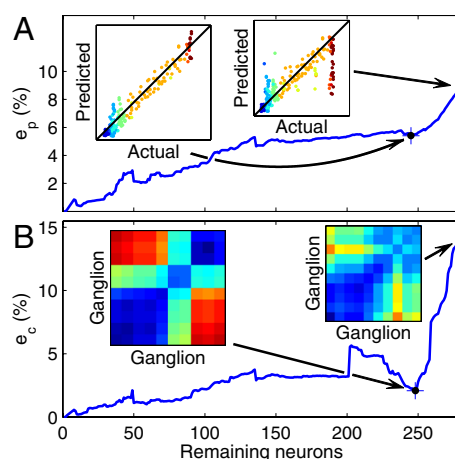 A
e_p (%)
10
8
6
4
2
Predicted
Actual
Predicted
Actual
B
e_c (%)
15
10
5
0
Ganglion
Ganglion
Ganglion
Ganglion
0 50 100 150 200 250
Remaining neurons